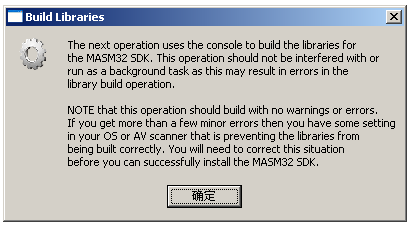 Build Libraries
The next operation uses the console to build the libraries for
the MASM32 SDK. This operation should not be interfered with or
run as a background task as this may result in errors in the
library build operation.
NOTE that this operation should build with no warnings or errors.
If you get more than a few minor errors then you have some setting
in your OS or AV scanner that is preventing the libraries from
being built correctly. You will need to correct this situation
before you can successfully install the MASM32 SDK.
确定